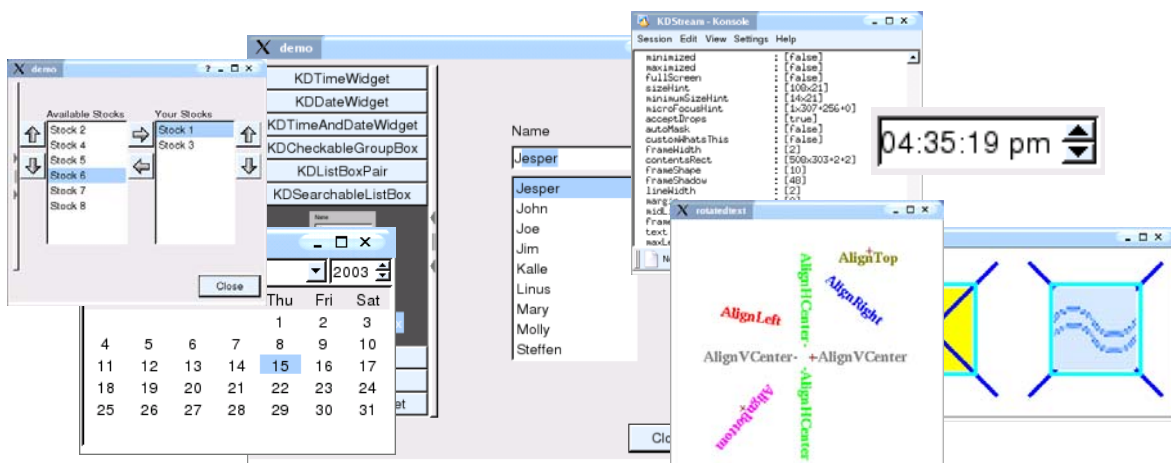 demo
Available Stocks
Your Stocks
Stock 2
Stock 4
Stock 5
Stock 6
Stock 7
Stock 8
Stock 1
Stock 3
Close
demo
KDTimeWidget
KDDateWidget
KDTimeAndDateWidget
KDCheckableGroupBox
KDListBoxPair
KDSearchableListBox
Name
Name
Jesper
Jesper
John
Joe
Jim
Kalle
Linus
Mary
Molly
Steffen
2003
Thu Fri Sat
1 2 3
4 5 6 7 8 9 10
11 12 13 14 15 16 17
18 19 20 21 22 23 24
25 26 27 28 29 30 31
KDStream - Konsole
Session Edit View Settings Help
minimized : [false]
maximized : [false]
fullScreen : [false]
sizeHint : [108x21]
minimumSizeHint : [14x21]
microFocusHint : [1x307+256+0]
acceptDrops : [true]
autoMask : [false]
customWhatsThis : [false]
frameWidth : [2]
contentsRect : [508x303+2+2]
frameShape : [10]
frameShadow : [48]
lineWidth : [2]
04:35:19 pm
rotatedtext
AlignTop
AlignHCenter
AlignRight
AlignLeft
AlignVCenter
AlignVCenter
AlignBottom
AlignHCenter